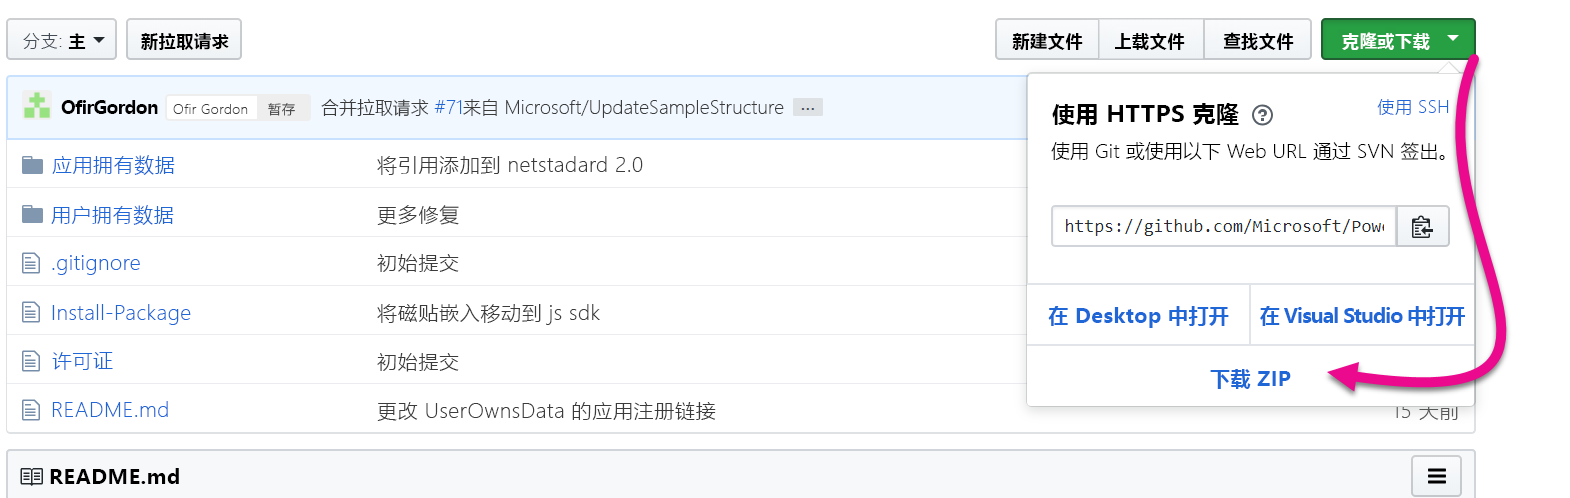 分支: 主 新拉取请求 新建文件 上载文件 查找文件 克隆或下载
OfirGordon Ofir Gordon 暂存 合并拉取请求 #71来自 Microsoft/UpdateSampleStructure ...
使用 HTTPS 克隆 ? 使用 SSH
使用 Git 或使用以下 Web URL 通过 SVN 签出。
应用拥有数据 将引用添加到 netstadard 2.0
用户拥有数据 更多修复
https://github.com/Microsoft/Powe
.gitignore 初始提交
Install-Package 将磁贴嵌入移动到 js sdk
在 Desktop 中打开 在 Visual Studio 中打开
许可证 初始提交
下载 ZIP
README.md 更改 UserOwnsData 的应用注册链接 15 天前
README.md